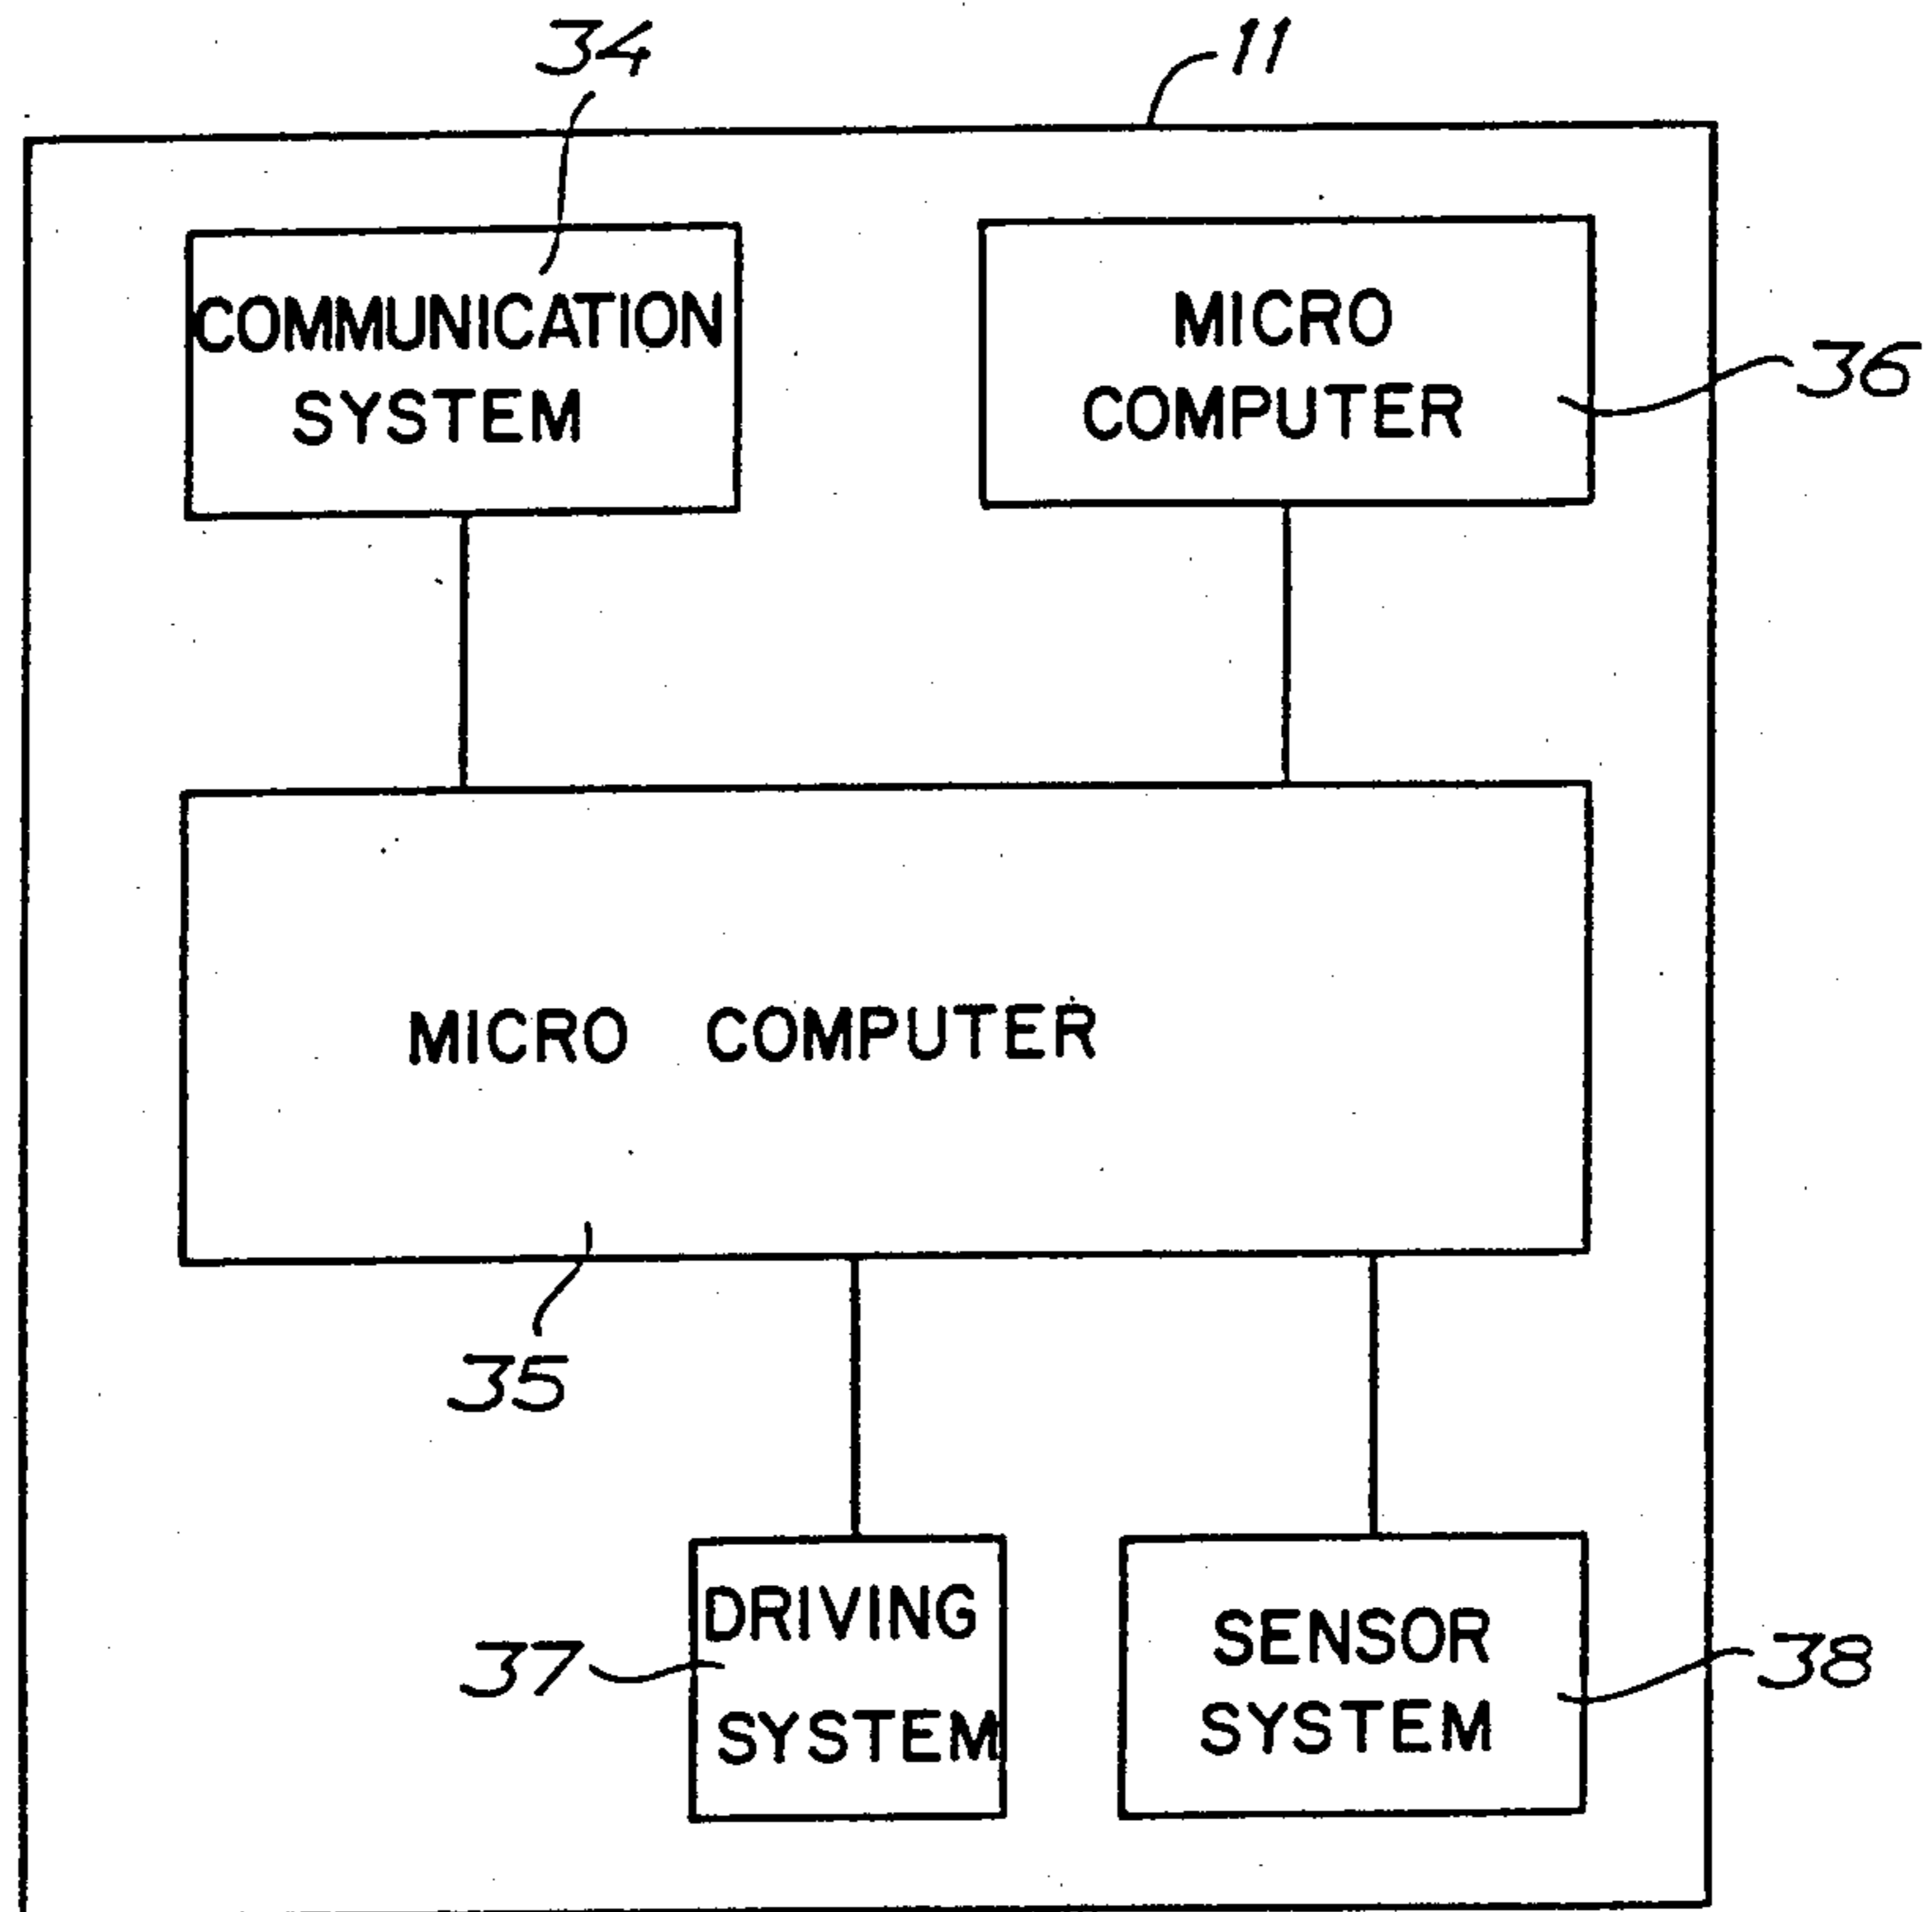 34
11
COMMUNICATION
SYSTEM
MICRO
COMPUTER
36
MICRO COMPUTER
35
DRIVING
SYSTEM
37
SENSOR
SYSTEM
38